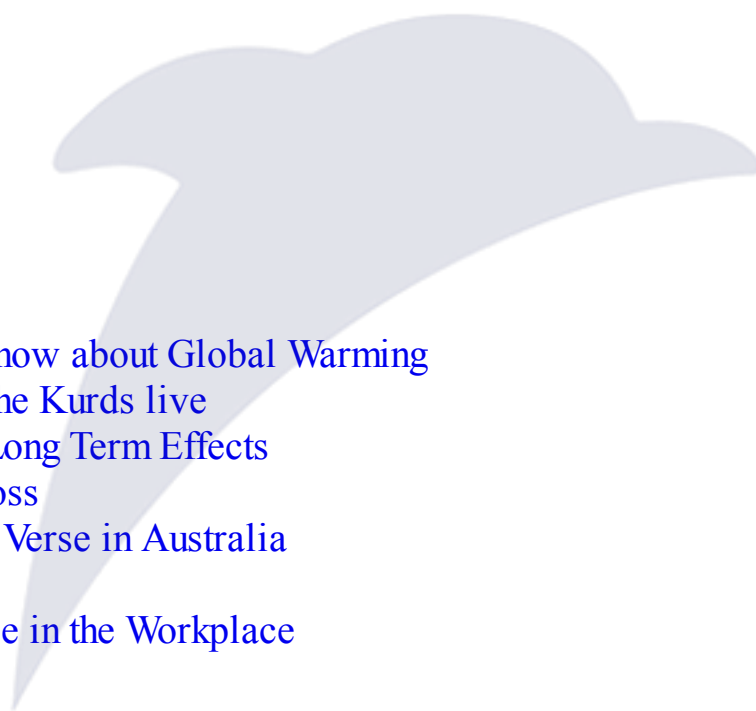 now about Global Warming
he Kurds live
Long Term Effects
oss
Verse in Australia
e in the Workplace